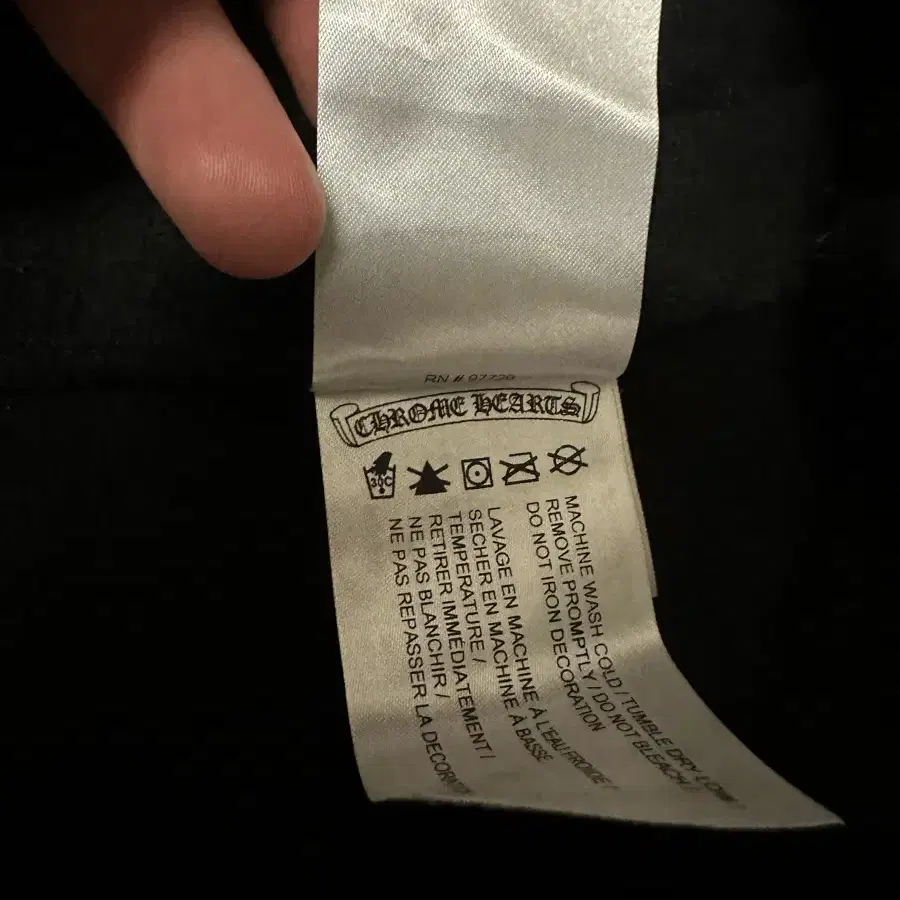 RN # 97729
CHROME HEARTS
30C
MACHINE WASH COLD / TUMBLE DRY LOW /
REMOVE PROMPTLY / DO NOT BLEACH /
DO NOT IRON DECORATION
LAVAGE EN MACHINE À L'EAU FROIDE /
SECHER EN MACHINE À BASSE
TEMPERATURE /
RETIRER IMMÉDIATEMENT /
NE PAS BLANCHIR /
NE PAS REPASSER LA DECORATION